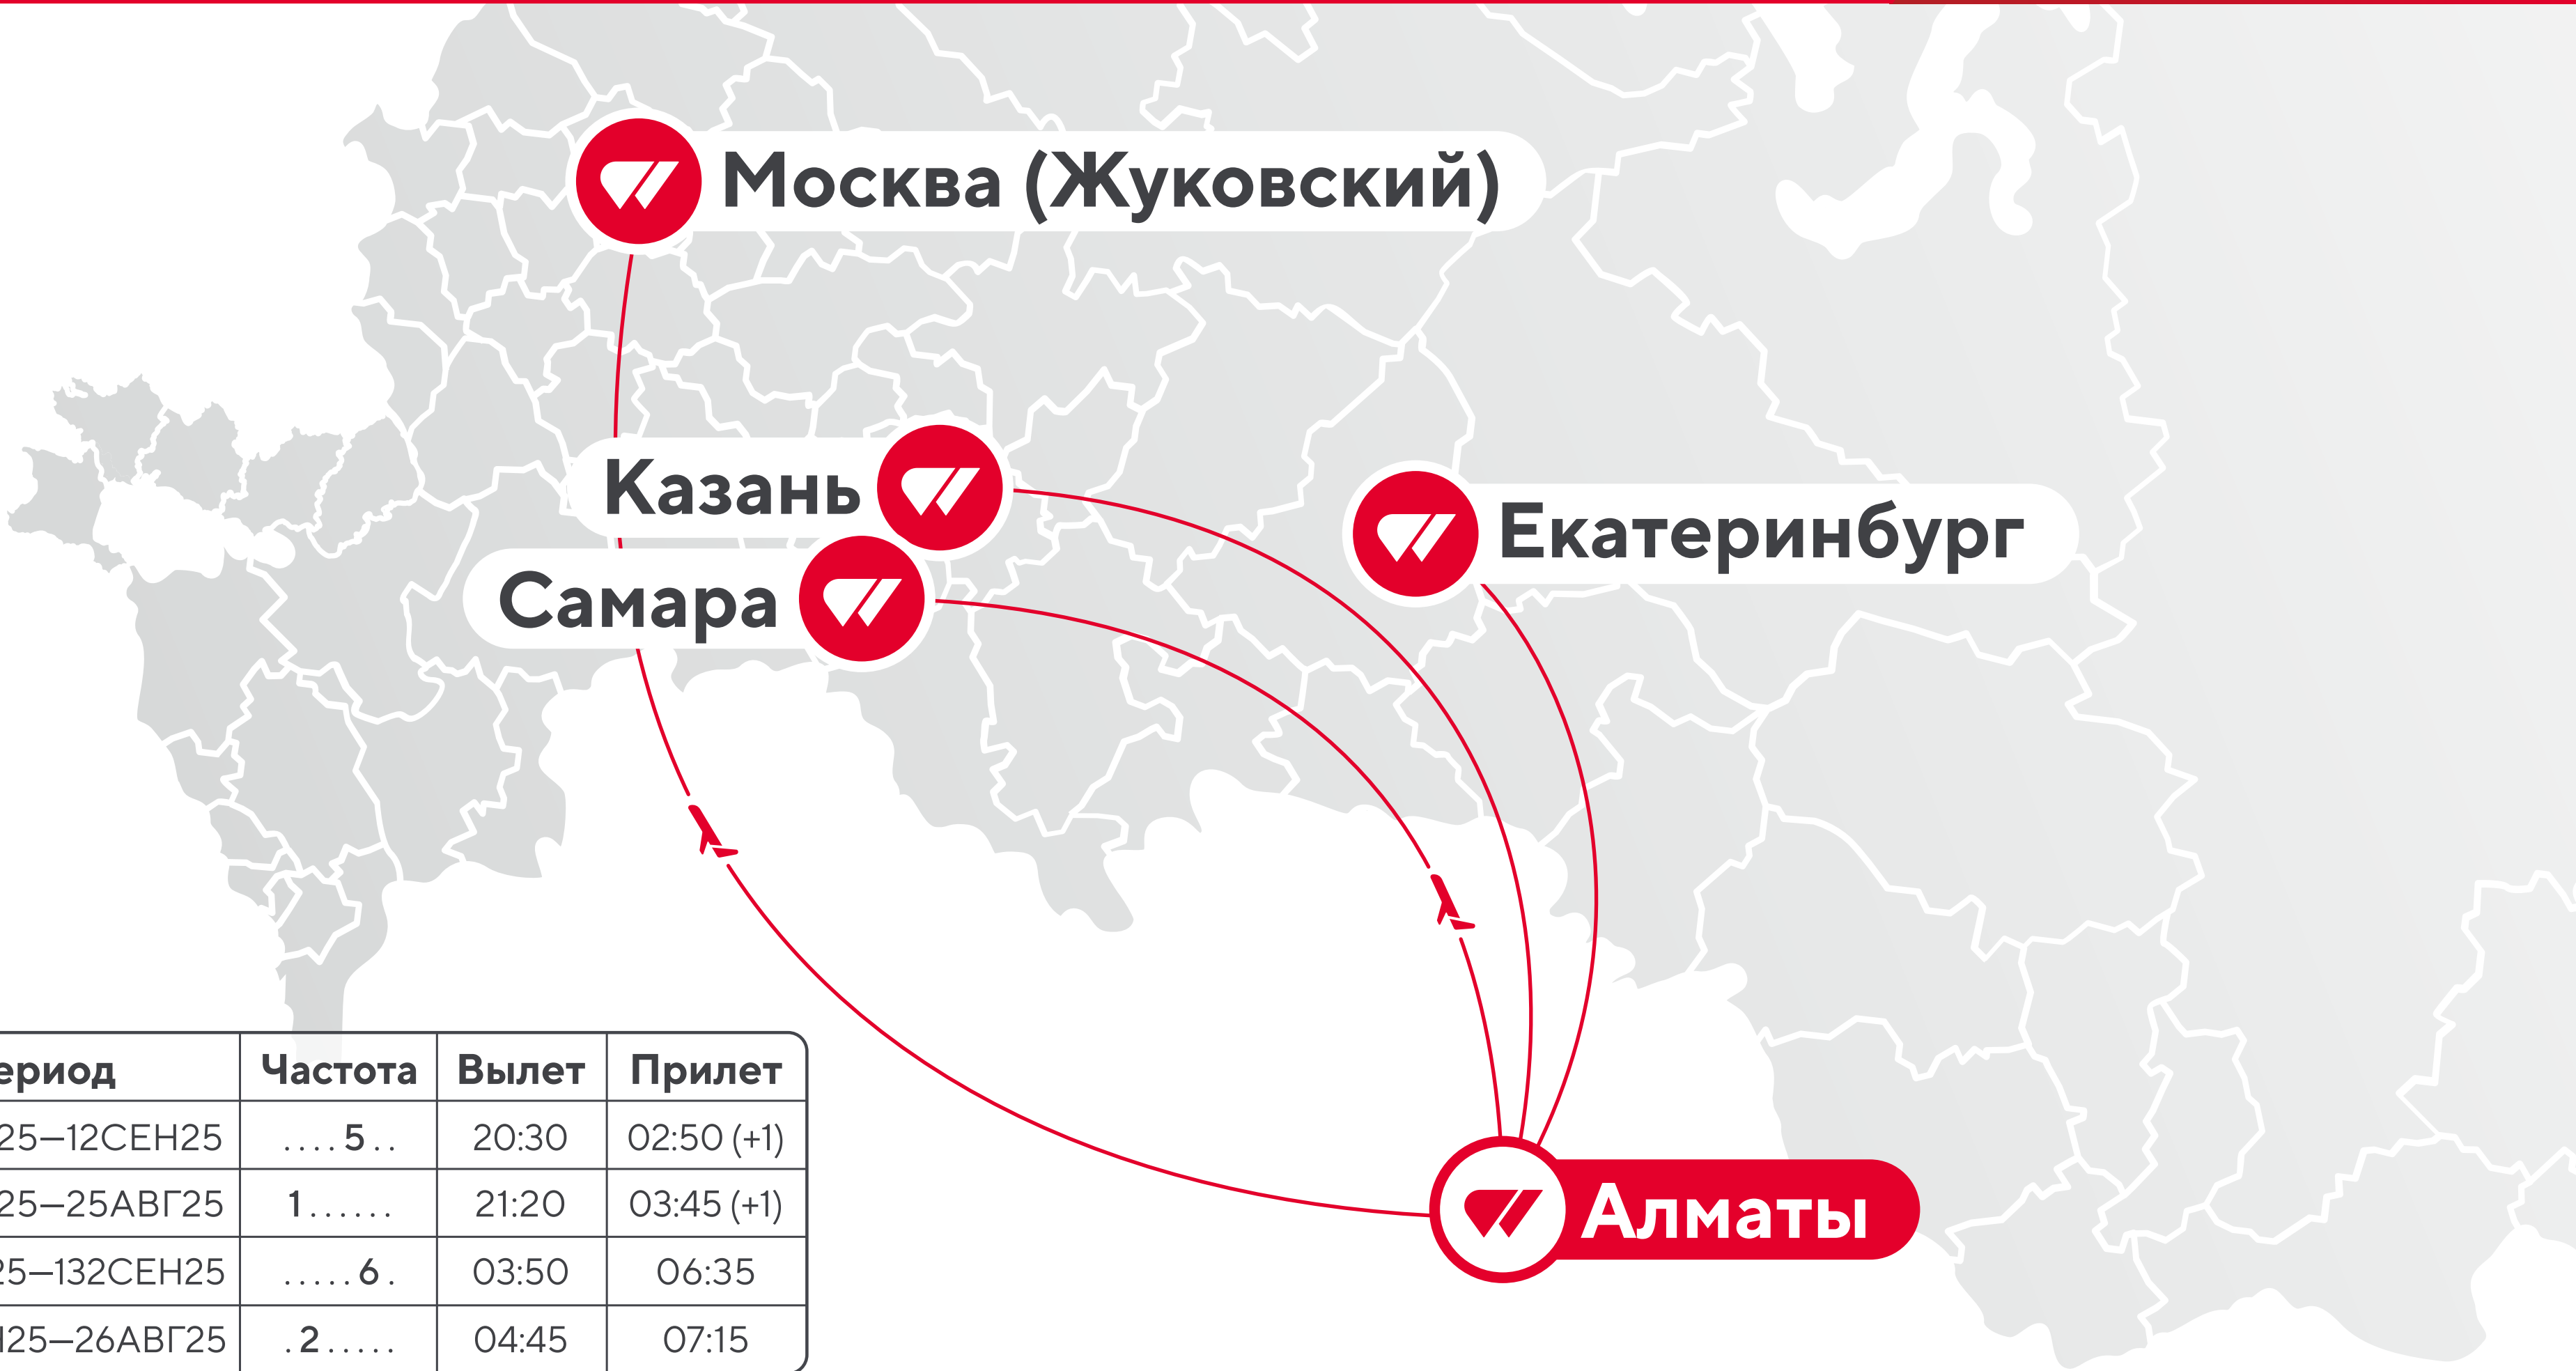 Москва (Жуковский)
Казань
Екатеринбург
Самара
Алматы
ериод Частота Вылет Прилет
25—12СЕН25 ....5.. 20:30 02:50 (+1)
25—25АВГ25 1...... 21:20 03:45 (+1)
25—132СЕН25 .....6. 03:50 06:35
25—26АВГ25 .2..... 04:45 07:15